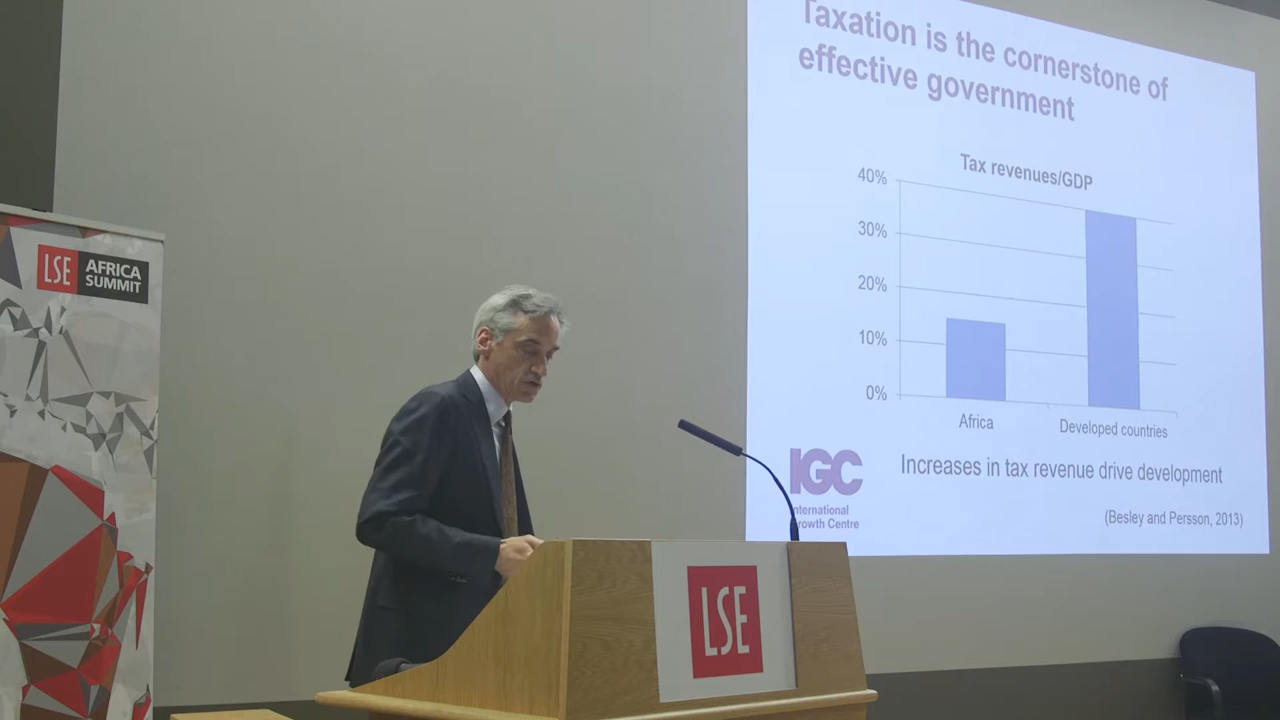 Taxation is the cornerstone of
effective government
Tax revenues/GDP
40%
30%
20%
10%
0%
Africa
Developed countries
Increases in tax revenue drive development
(Besley and Persson, 2013)
IGC
International
Growth Centre
LSE AFRICA
SUMMIT
LSE